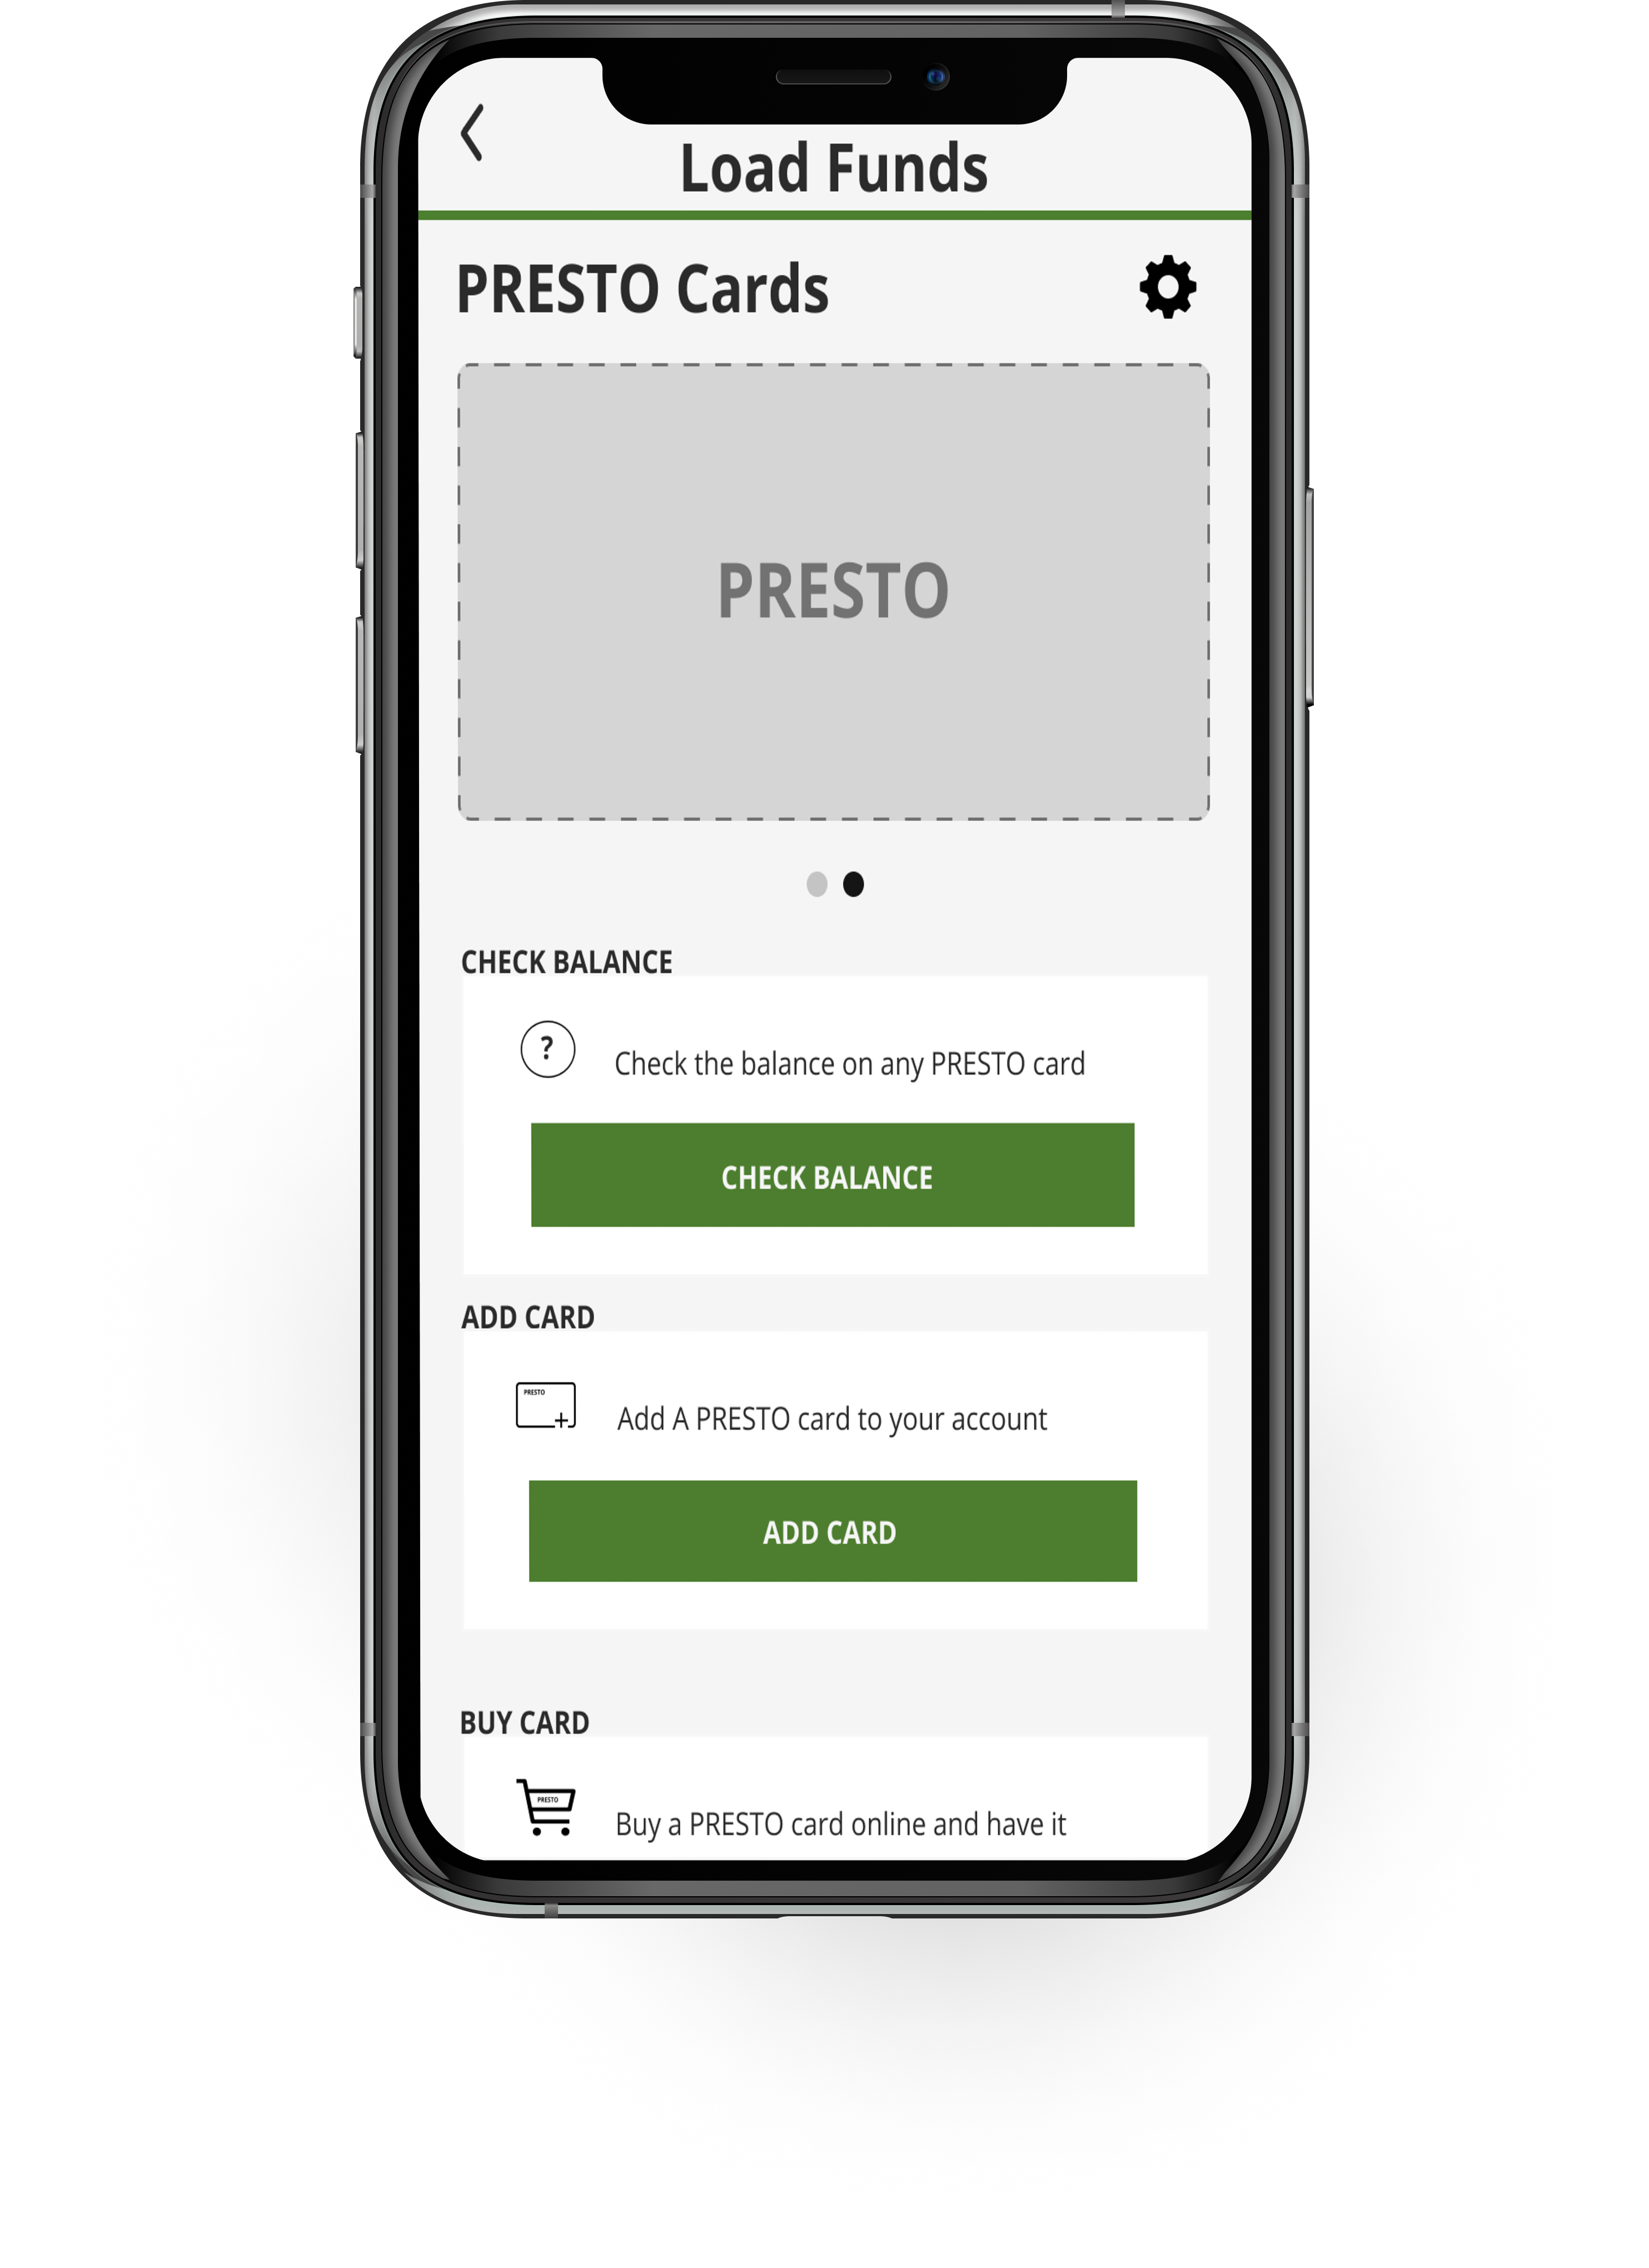 Load Funds
PRESTO Cards
PRESTO
CHECK BALANCE
?
Check the balance on any PRESTO card
CHECK BALANCE
ADD CARD
PRESTO
Add A PRESTO card to your account
ADD CARD
BUY CARD
PRESTO
Buy a PRESTO card online and have it